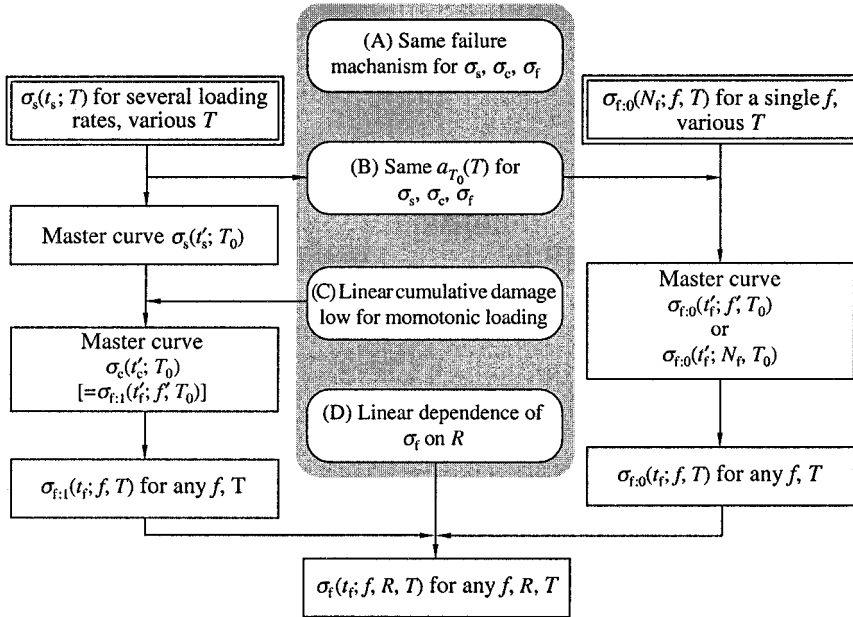 (A) Same failure
machanism for σs, σc, σf
σs(ts; T) for several loading
rates, various T
σf:0(Nf; f, T) for a single f,
various T
(B) Same aT0(T) for
σs, σc, σf
Master curve σs(t′s; T0)
(C) Linear cumulative damage
low for momotonic loading
Master curve
σf:0(t′f; f′, T0)
or
σf:0(t′f; Nf, T0)
Master curve
σc(t′c; T0)
[=σf:1(t′f; f′, T0)]
(D) Linear dependence of
σf on R
σf:1(tf; f, T) for any f, T
σf:0(tf; f, T) for any f, T
σf(tf; f, R, T) for any f, R, T